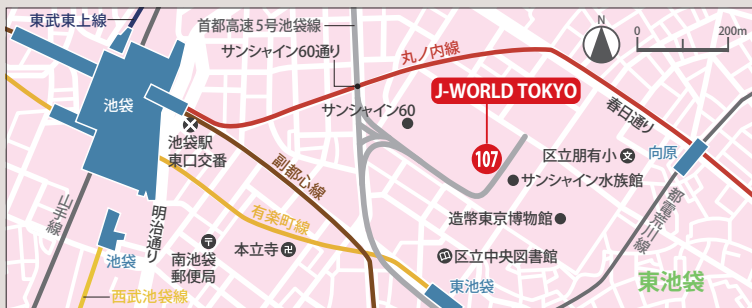 東武東上線
首都高速5号池袋線
サンシャイン60通り
丸ノ内線
N
0
200m
池袋
サンシャイン60
J-WORLD TOKYO
春日通り
107
池袋駅
東口交番
区立朋有小
文
向原
サンシャイン水族館
副都心線
山手線
明治通り
有楽町線
造幣東京博物館
都電荒川線
池袋
南池袋
郵便局
本立寺
区立中央図書館
東池袋
東池袋
西武池袋線